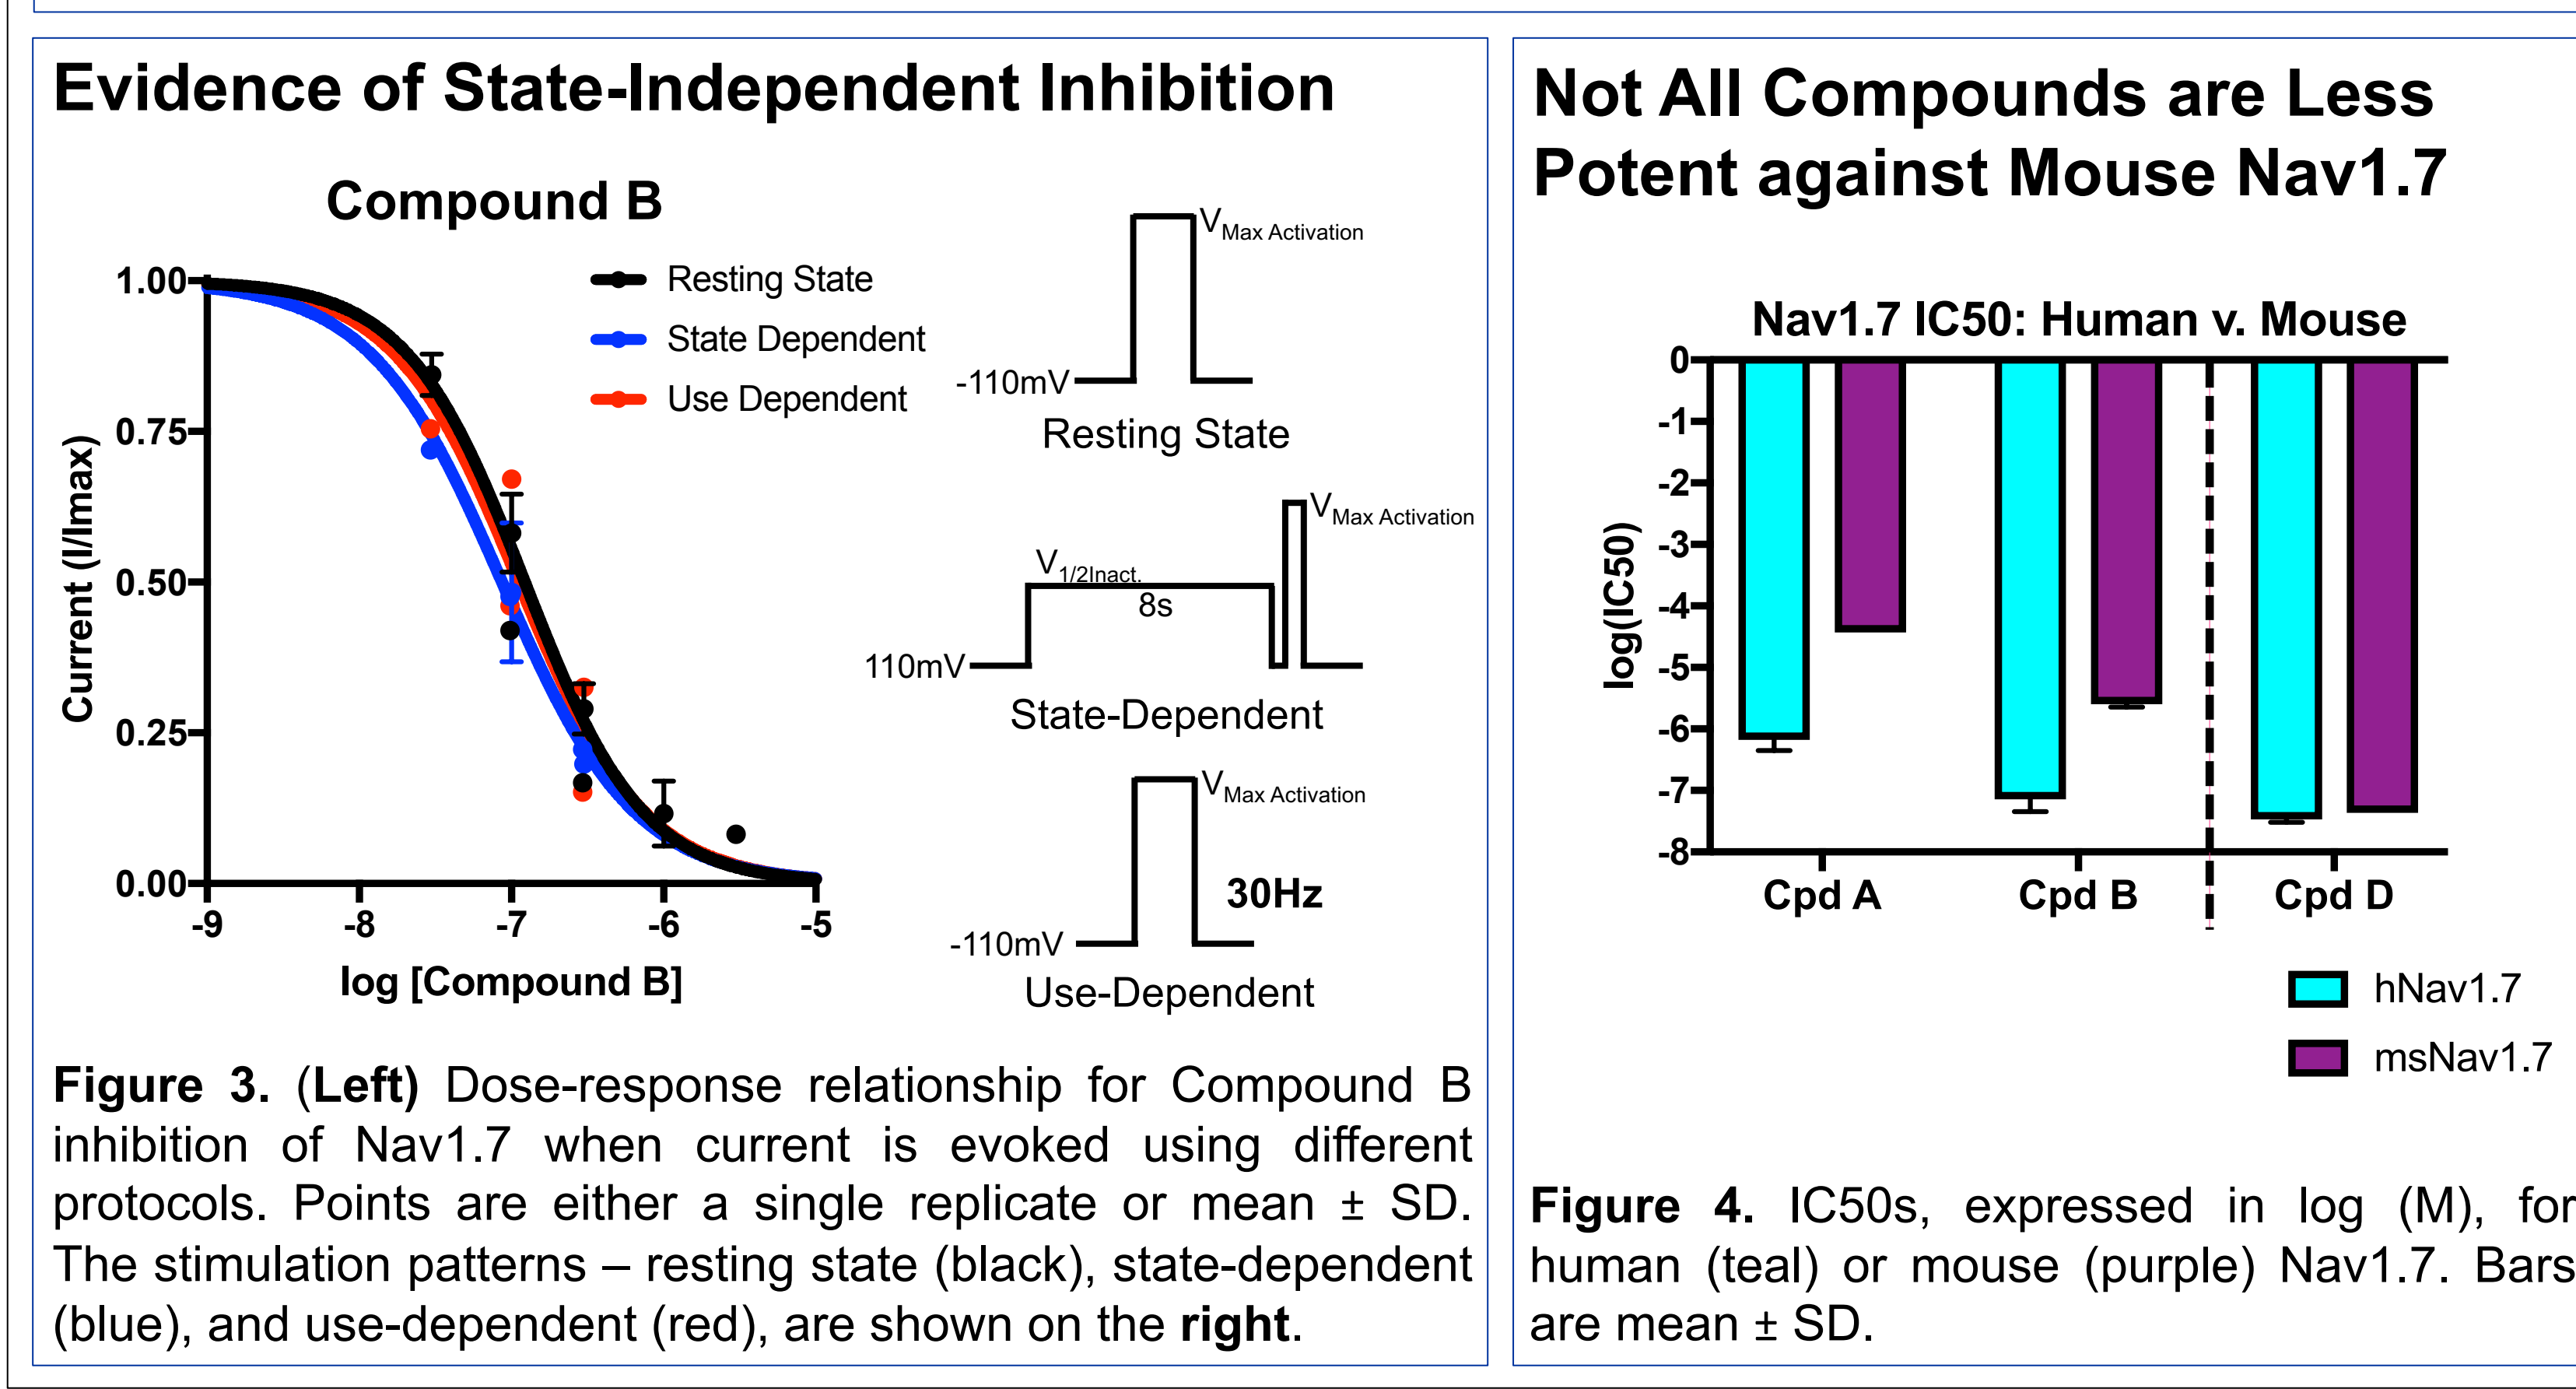 Evidence of State-Independent Inhibition
Compound B
Resting State
State Dependent
Use Dependent
1.00
0.75
0.50
0.25
0.00
Current (I/Imax)
-9
-8
-7
-6
-5
log [Compound B]
VMax Activation
-110mV
Resting State
VMax Activation
V1/2Inact.
8s
110mV
State-Dependent
VMax Activation
30Hz
-110mV
Use-Dependent
Figure 3. (Left) Dose-response relationship for Compound B
inhibition of Nav1.7 when current is evoked using different
protocols. Points are either a single replicate or mean ± SD.
The stimulation patterns – resting state (black), state-dependent
(blue), and use-dependent (red), are shown on the right.
Not All Compounds are Less
Potent against Mouse Nav1.7
Nav1.7 IC50: Human v. Mouse
0
-1
-2
-3
-4
-5
-6
-7
-8
log(IC50)
Cpd A
Cpd B
Cpd D
hNav1.7
msNav1.7
Figure 4. IC50s, expressed in log (M), for
human (teal) or mouse (purple) Nav1.7. Bars
are mean ± SD.